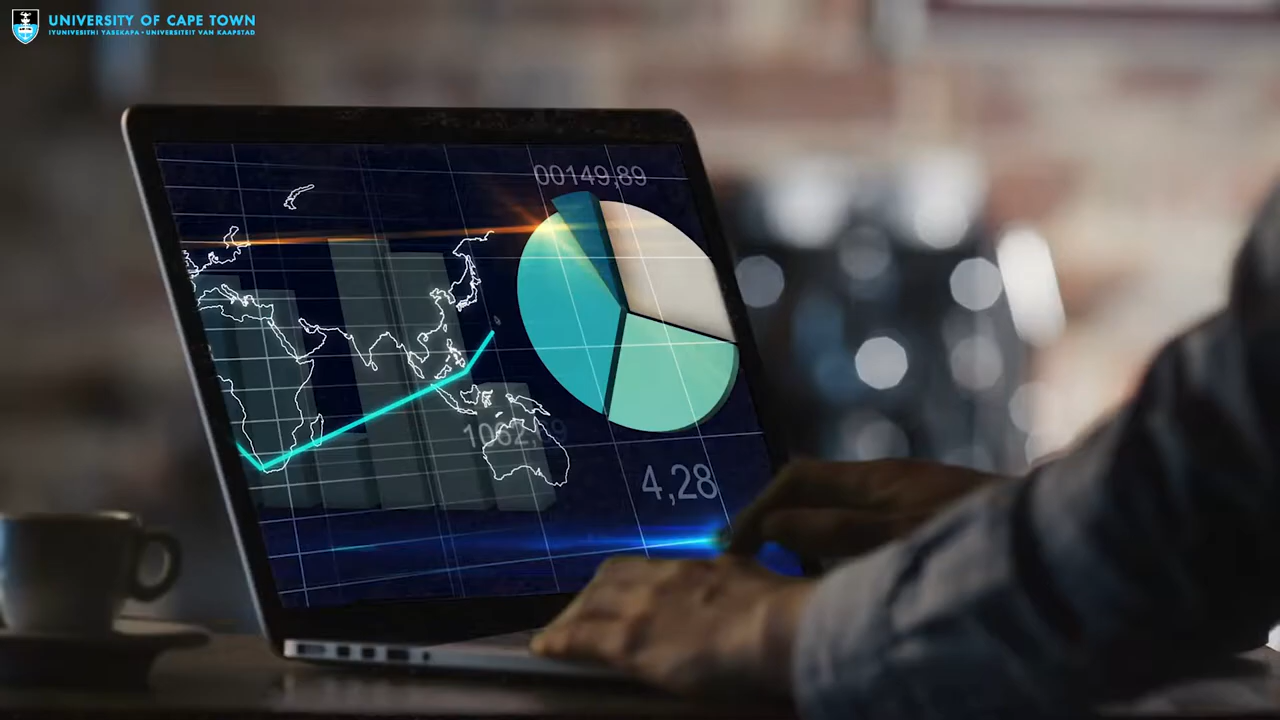 UNIVERSITY OF CAPE TOWN
IYUNIVESITHI YASEKAPA • UNIVERSITEIT VAN KAAPSTAD
00149,89
4,28